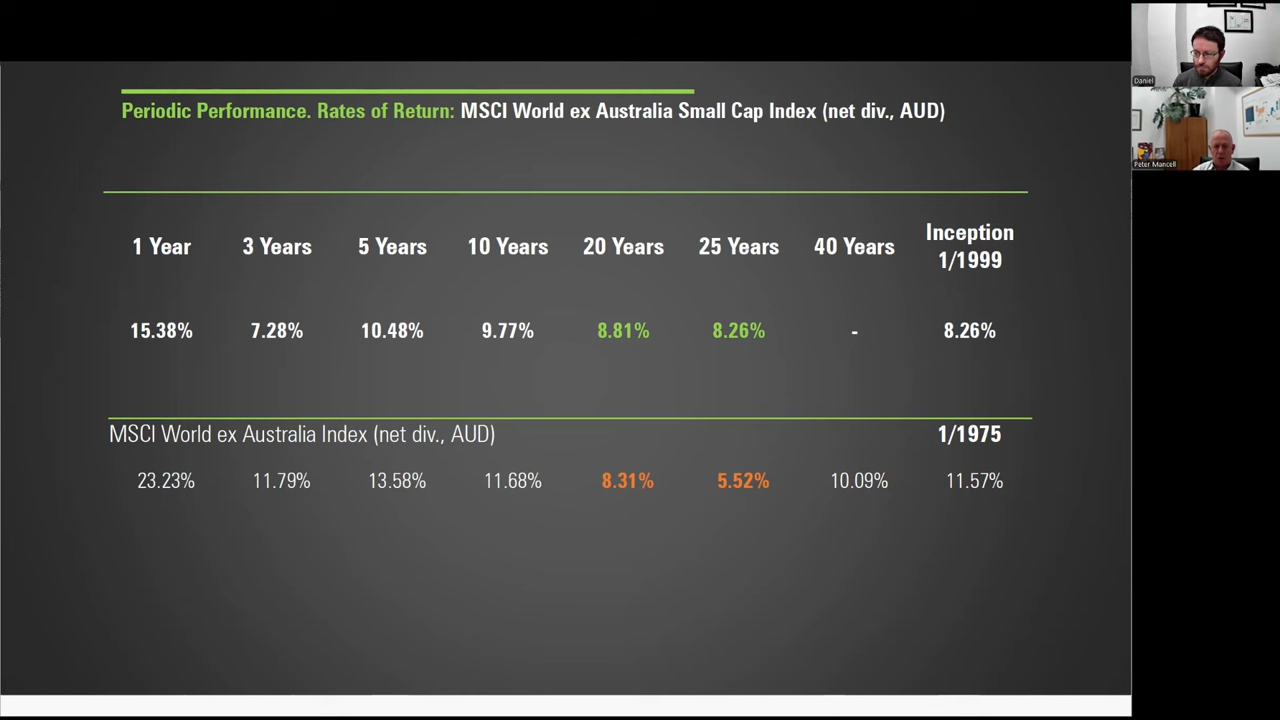 Periodic Performance. Rates of Return: MSCI World ex Australia Small Cap Index (net div., AUD)
1 Year 3 Years 5 Years 10 Years 20 Years 25 Years 40 Years Inception 1/1999
15.38% 7.28% 10.48% 9.77% 8.81% 8.26% - 8.26%
MSCI World ex Australia Index (net div., AUD) 1/1975
23.23% 11.79% 13.58% 11.68% 8.31% 5.52% 10.09% 11.57%
Daniel
Peter Mancell